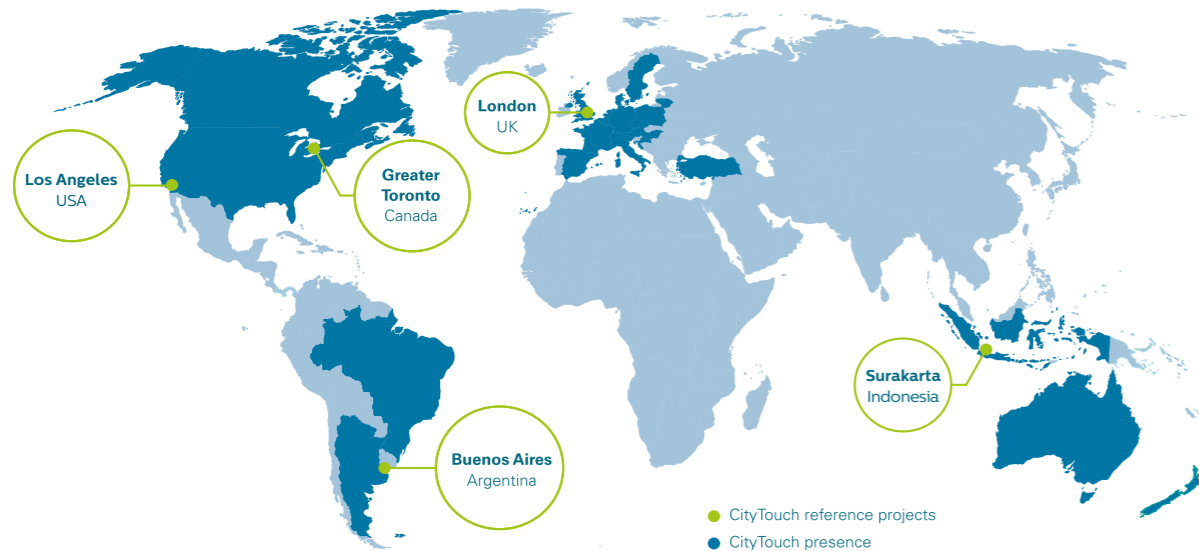 London
UK
Los Angeles
USA
Greater
Toronto
Canada
Surakarta
Indonesia
Buenos Aires
Argentina
CityTouch reference projects
CityTouch presence